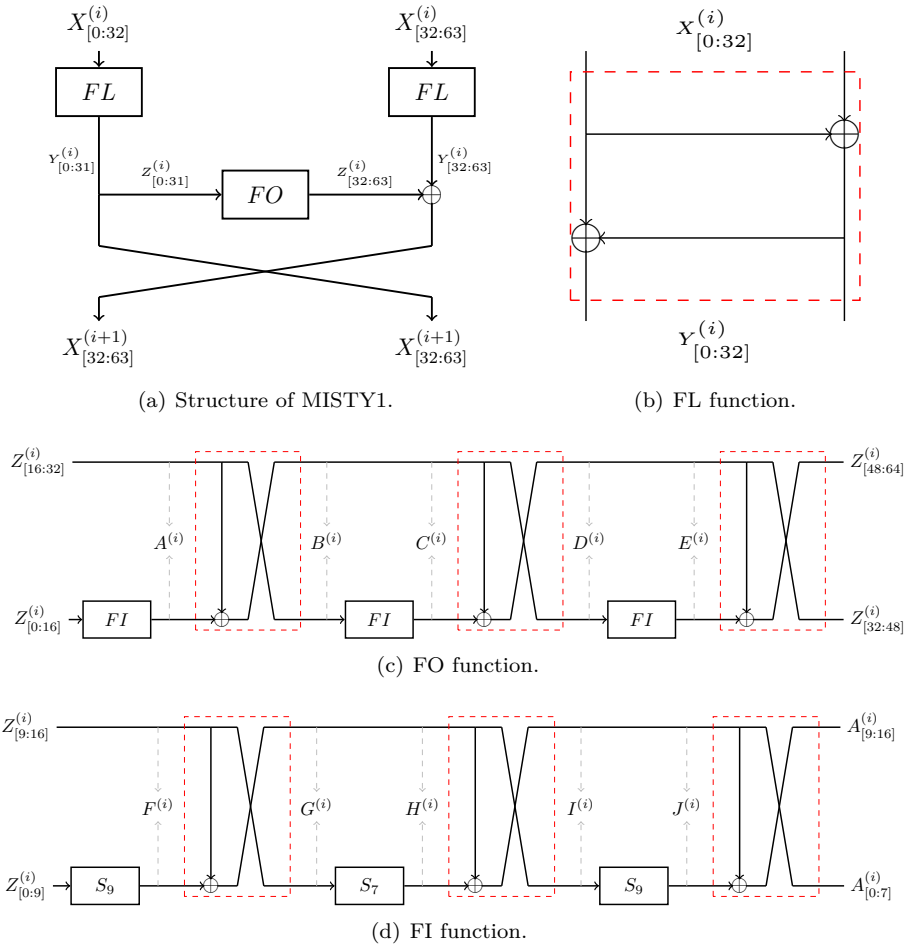 X^{(i)}_{[0:32]} X^{(i)}_{[32:63]}
FL FL
Y^{(i)}_{[0:31]} Z^{(i)}_{[0:31]} Z^{(i)}_{[32:63]} Y^{(i)}_{[32:63]}
FO
X^{(i+1)}_{[32:63]} X^{(i+1)}_{[32:63]}
(a) Structure of MISTY1.
X^{(i)}_{[0:32]}
Y^{(i)}_{[0:32]}
(b) FL function.
Z^{(i)}_{[16:32]} Z^{(i)}_{[48:64]}
A^{(i)} B^{(i)} C^{(i)} D^{(i)} E^{(i)}
Z^{(i)}_{[0:16]} FI FI FI Z^{(i)}_{[32:48]}
(c) FO function.
Z^{(i)}_{[9:16]} A^{(i)}_{[9:16]}
F^{(i)} G^{(i)} H^{(i)} I^{(i)} J^{(i)}
Z^{(i)}_{[0:9]} S_9 S_7 S_9 A^{(i)}_{[0:7]}
(d) FI function.